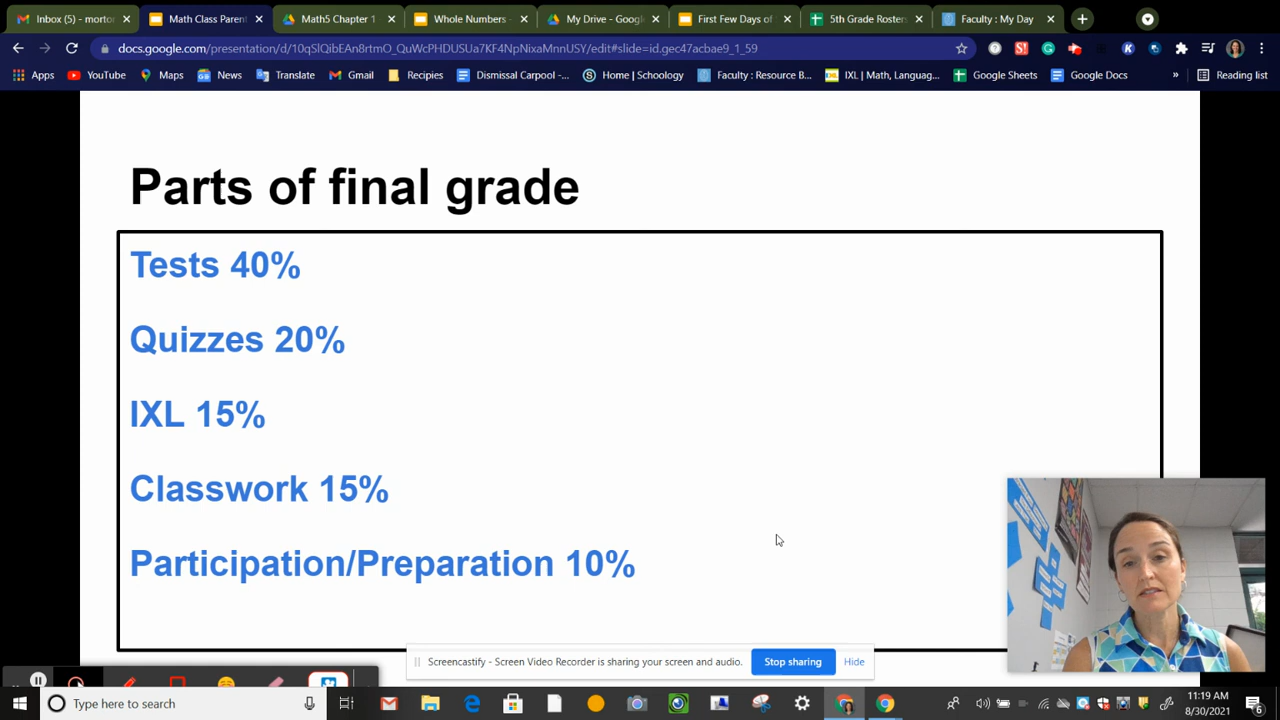 Inbox (5) - mortor
Math Class Parent
Math5 Chapter 1
Whole Numbers -
My Drive - Google
First Few Days of
5th Grade Rosters
Faculty : My Day
docs.google.com/presentation/d/10qSlQibEAn8rtmO_QuWcPHDUSUa7KF4NpNixaMnnUSY/edit#slide=id.gec47acbae9_1_59
Apps YouTube Maps News Translate Gmail Recipies Dismissal Carpool -... Home | Schoology Faculty : Resource B... IXL | Math, Languag... Google Sheets Google Docs » Reading list
Parts of final grade
Tests 40%
Quizzes 20%
IXL 15%
Classwork 15%
Participation/Preparation 10%
Screencastify - Screen Video Recorder is sharing your screen and audio. Stop sharing Hide
Type here to search
11:19 AM
8/30/2021
6